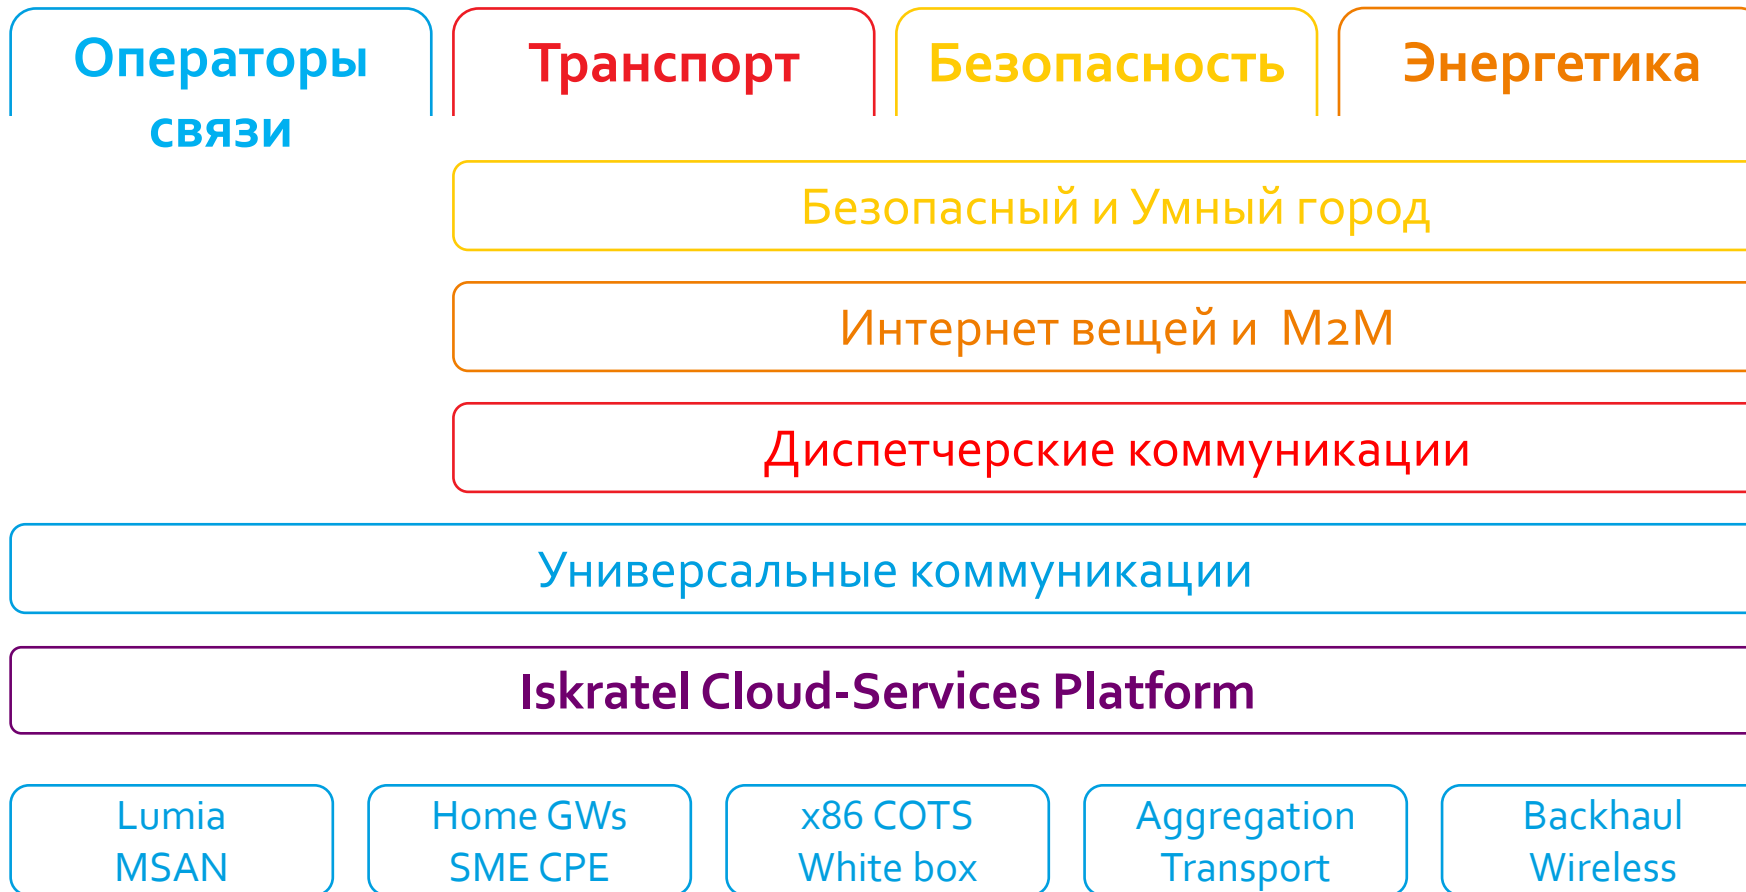 Операторы
связи
Транспорт
Безопасность
Энергетика
Безопасный и Умный город
Интернет вещей и M2M
Диспетчерские коммуникации
Универсальные коммуникации
Iskratel Cloud-Services Platform
Lumia
MSAN
Home GWs
SME CPE
x86 COTS
White box
Aggregation
Transport
Backhaul
Wireless